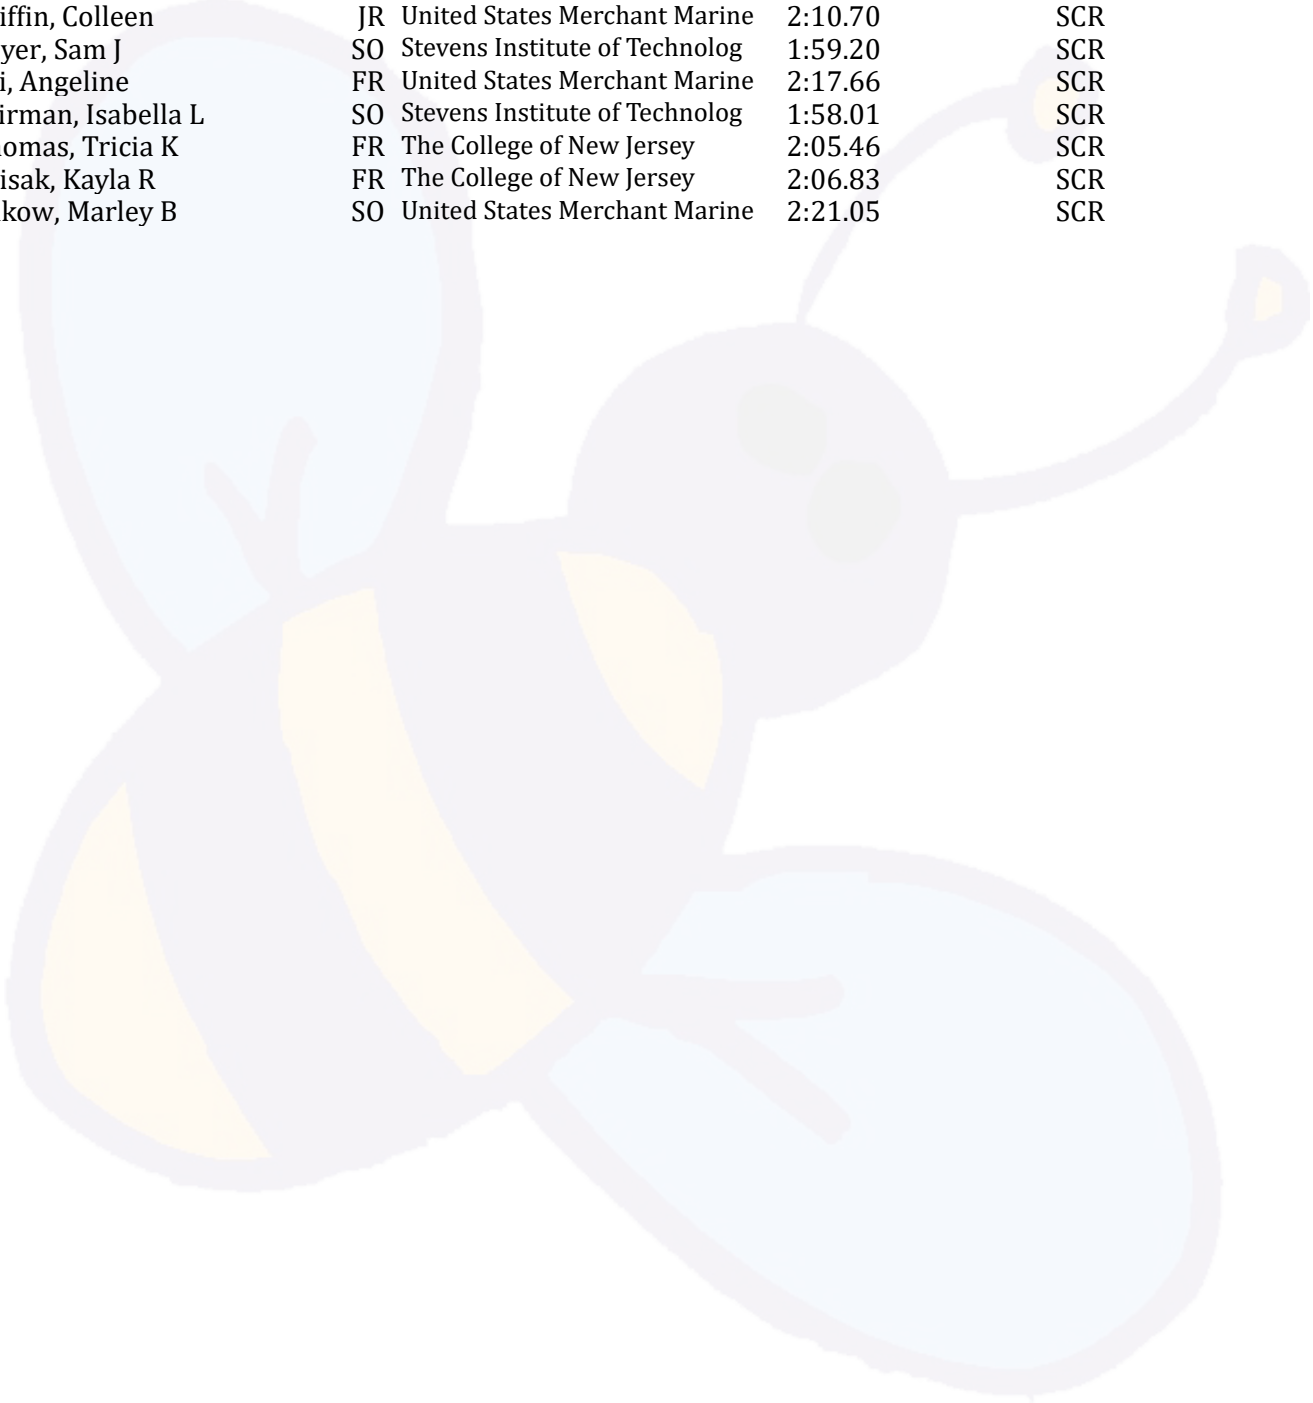 iffin, Colleen JR United States Merchant Marine 2:10.70 SCR
yer, Sam J SO Stevens Institute of Technolog 1:59.20 SCR
i, Angeline FR United States Merchant Marine 2:17.66 SCR
irman, Isabella L SO Stevens Institute of Technolog 1:58.01 SCR
omas, Tricia K FR The College of New Jersey 2:05.46 SCR
isak, Kayla R FR The College of New Jersey 2:06.83 SCR
kow, Marley B SO United States Merchant Marine 2:21.05 SCR